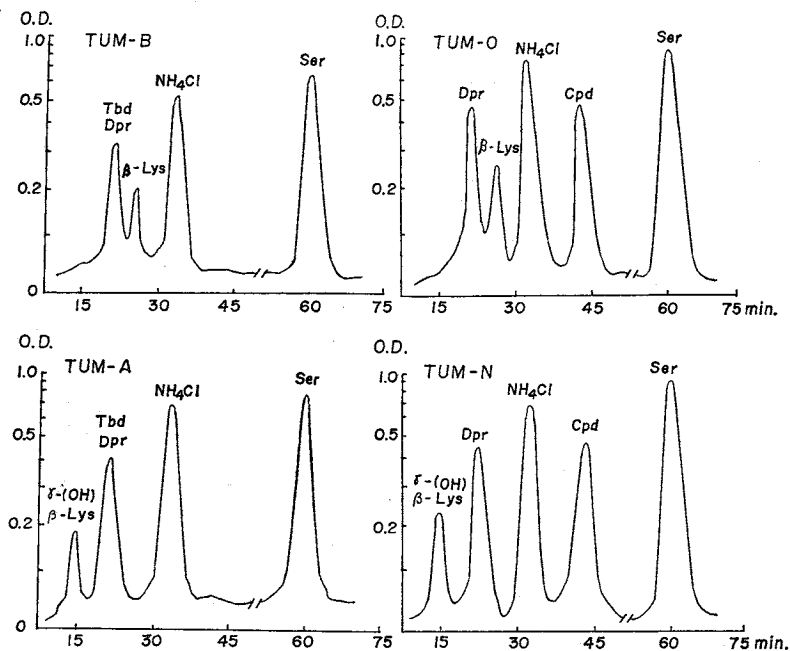 O.D.
1.0
0.5
0.2
0
TUM-B
Tbd
Dpr
β-Lys
NH₄Cl
Ser
15 30 45 60 75
O.D.
1.0
0.5
0.2
0
TUM-O
Dpr
β-Lys
NH₄Cl
Cpd
Ser
15 30 45 60 75 min.
O.D.
1.0
0.5
0.2
0
TUM-A
γ-(OH)
β-Lys
Tbd
Dpr
NH₄Cl
Ser
15 30 45 60 75
O.D.
1.0
0.5
0.2
0
TUM-N
γ-(OH)
β-Lys
Dpr
NH₄Cl
Cpd
Ser
15 30 45 60 75 min.